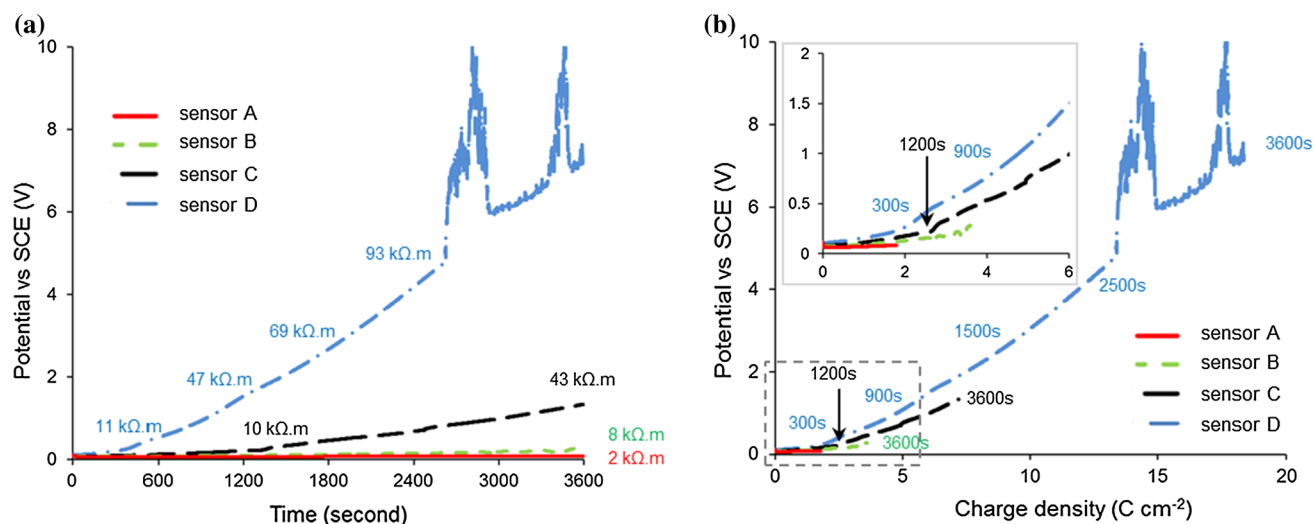 (a)
10
8
6
4
2
0
Potential vs SCE (V)
sensor A
sensor B
sensor C
sensor D
11 kΩ.m
47 kΩ.m
69 kΩ.m
93 kΩ.m
10 kΩ.m
43 kΩ.m
8 kΩ.m
2 kΩ.m
0 600 1200 1800 2400 3000 3600
Time (second)
(b)
10
8
6
4
2
0
Potential vs SCE (V)
2
1.5
1
0.5
0
1200s
900s
300s
0 2 4 6
3600s
2500s
1500s
1200s
900s
300s
3600s
3600s
sensor A
sensor B
sensor C
sensor D
0 5 10 15 20
Charge density (C cm⁻²)